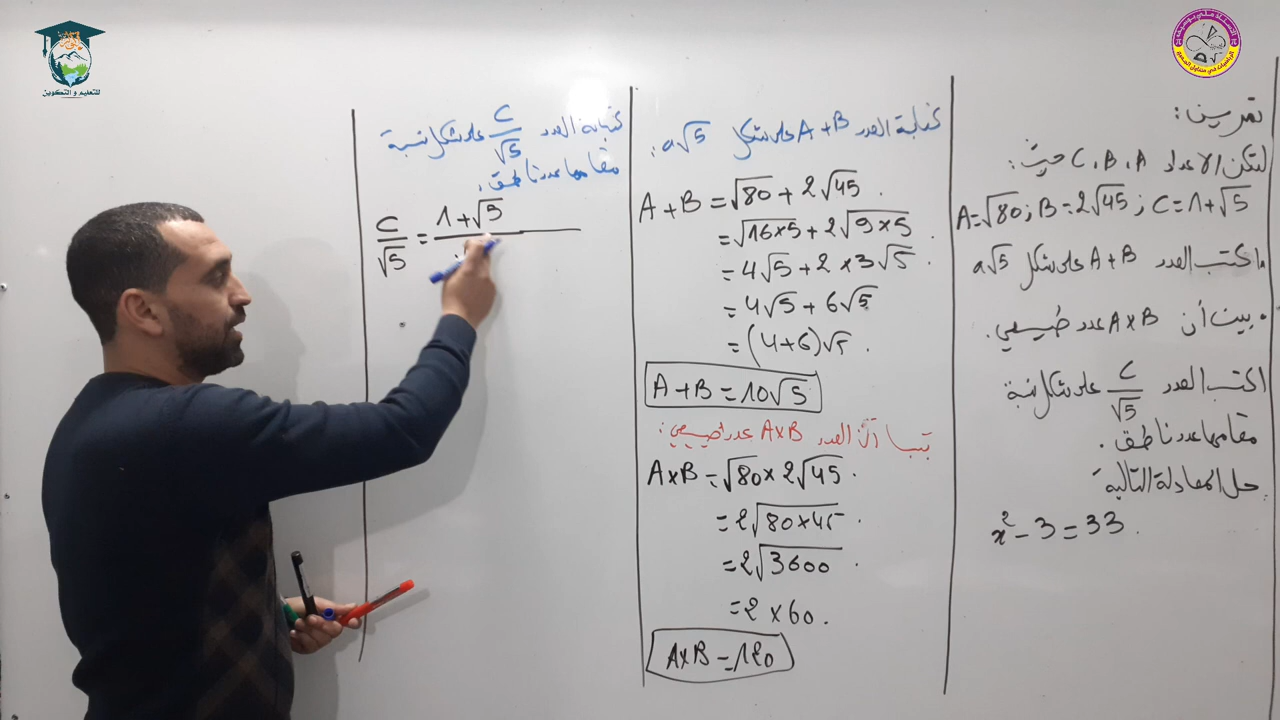 للتعليم و التكوين
تمرين:
لتكن الاعداد A ، B ، C حيث:
A=√80 ; B=2√45 ; C=1+√5
اكتب العدد A+B على شكل a√5
• بين أن A×B عدد طبيعي.
اكتب العدد C/√5 على شكل نسبة
مقامها عدد ناطق.
حل المعادلة التالية
x²-3=33.
كتابة العدد A+B على شكل a√5:
A+B=√80+2√45.
=√16×5+2√9×5.
=4√5+2×3√5.
=4√5+6√5
=(4+6)√5.
A+B=10√5
العدد A×B عدد طبيعي:
A×B=√80×2√45.
=2√80×45.
=2√3600.
=2×60.
A×B=120
كتابة العدد C/√5 على شكل نسبة
مقامها عدد ناطق.
C/√5=1+√5